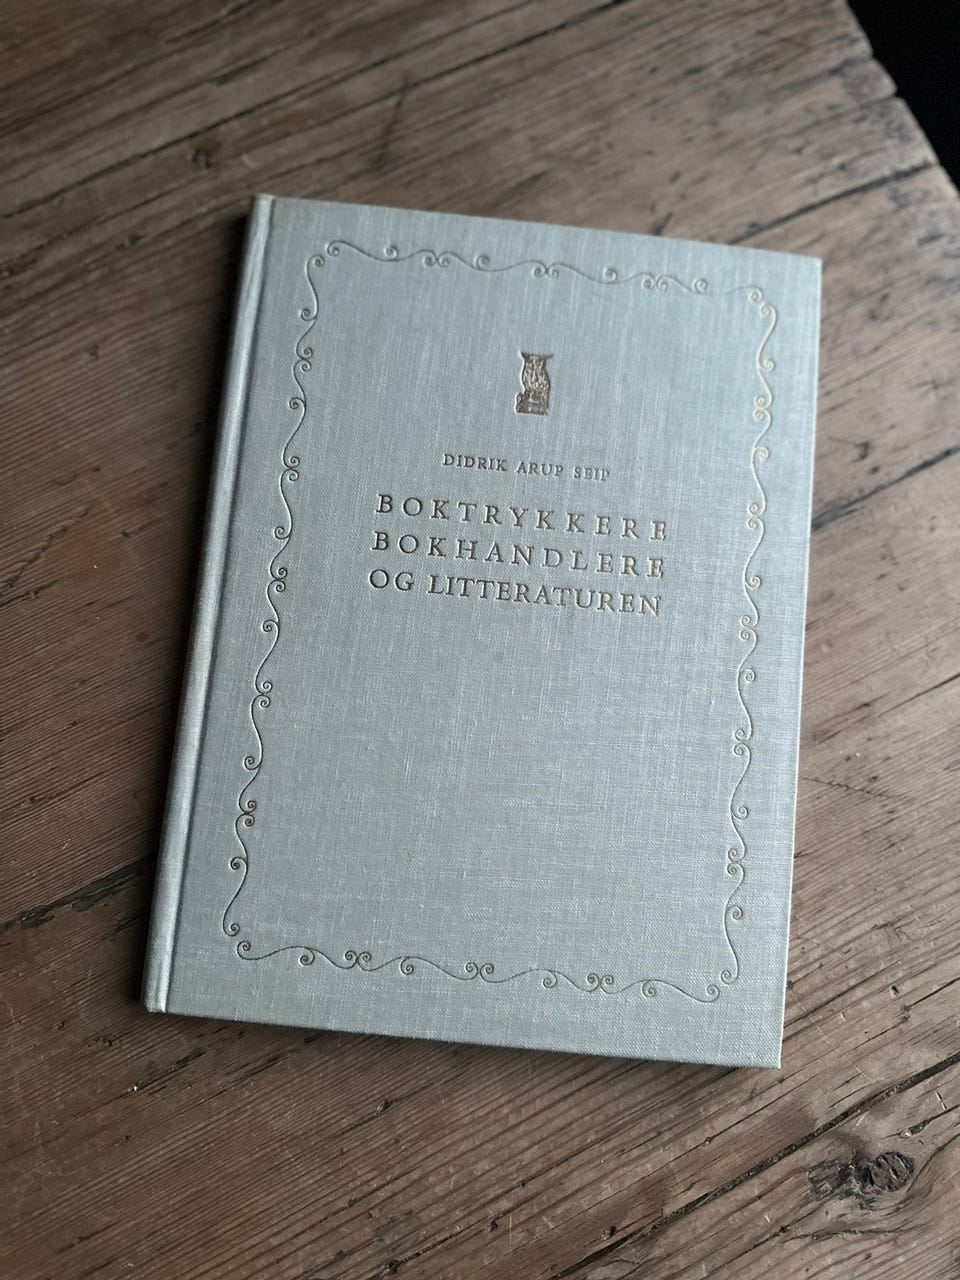 DIDRIK ARUP SEIP
BOKTRYKKERE
BOKHANDLERE
OG LITTERATUREN